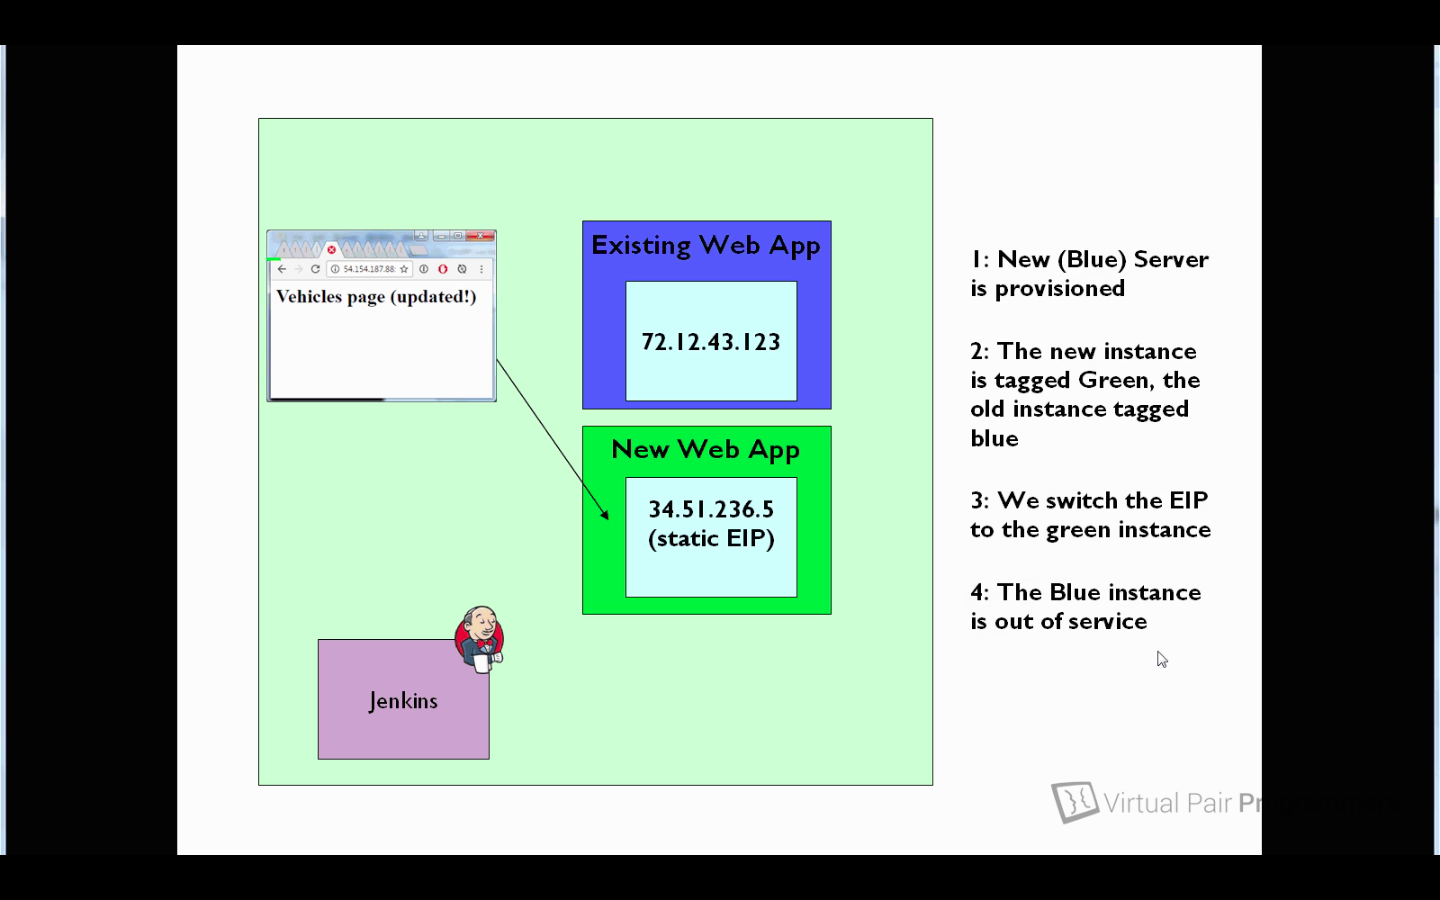 54.154.187.88
Vehicles page (updated!)
Existing Web App
72.12.43.123
New Web App
34.51.236.5
(static EIP)
Jenkins
1: New (Blue) Server
is provisioned
2: The new instance
is tagged Green, the
old instance tagged
blue
3: We switch the EIP
to the green instance
4: The Blue instance
is out of service
Virtual Pair